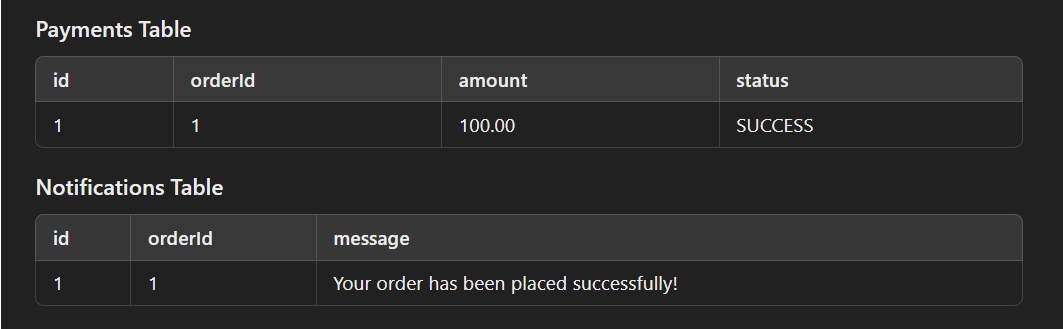 Payments Table
id orderId amount status
1 1 100.00 SUCCESS
Notifications Table
id orderId message
1 1 Your order has been placed successfully!